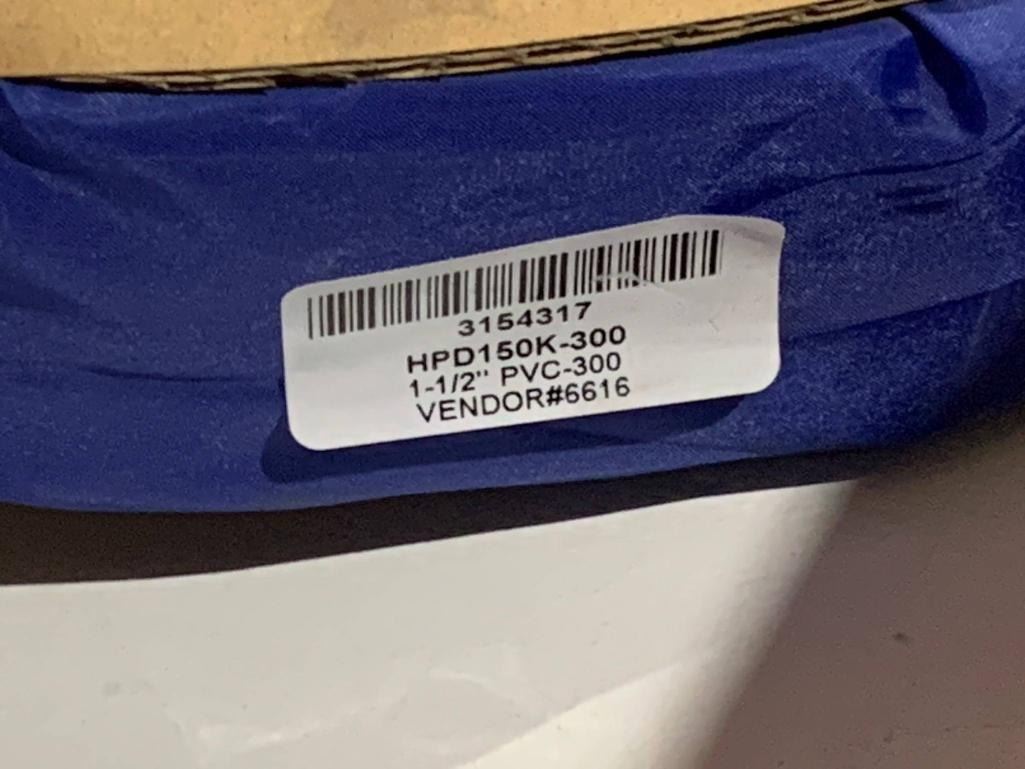 3154317
HPD150K-300
1-1/2" PVC-300
VENDOR#6616